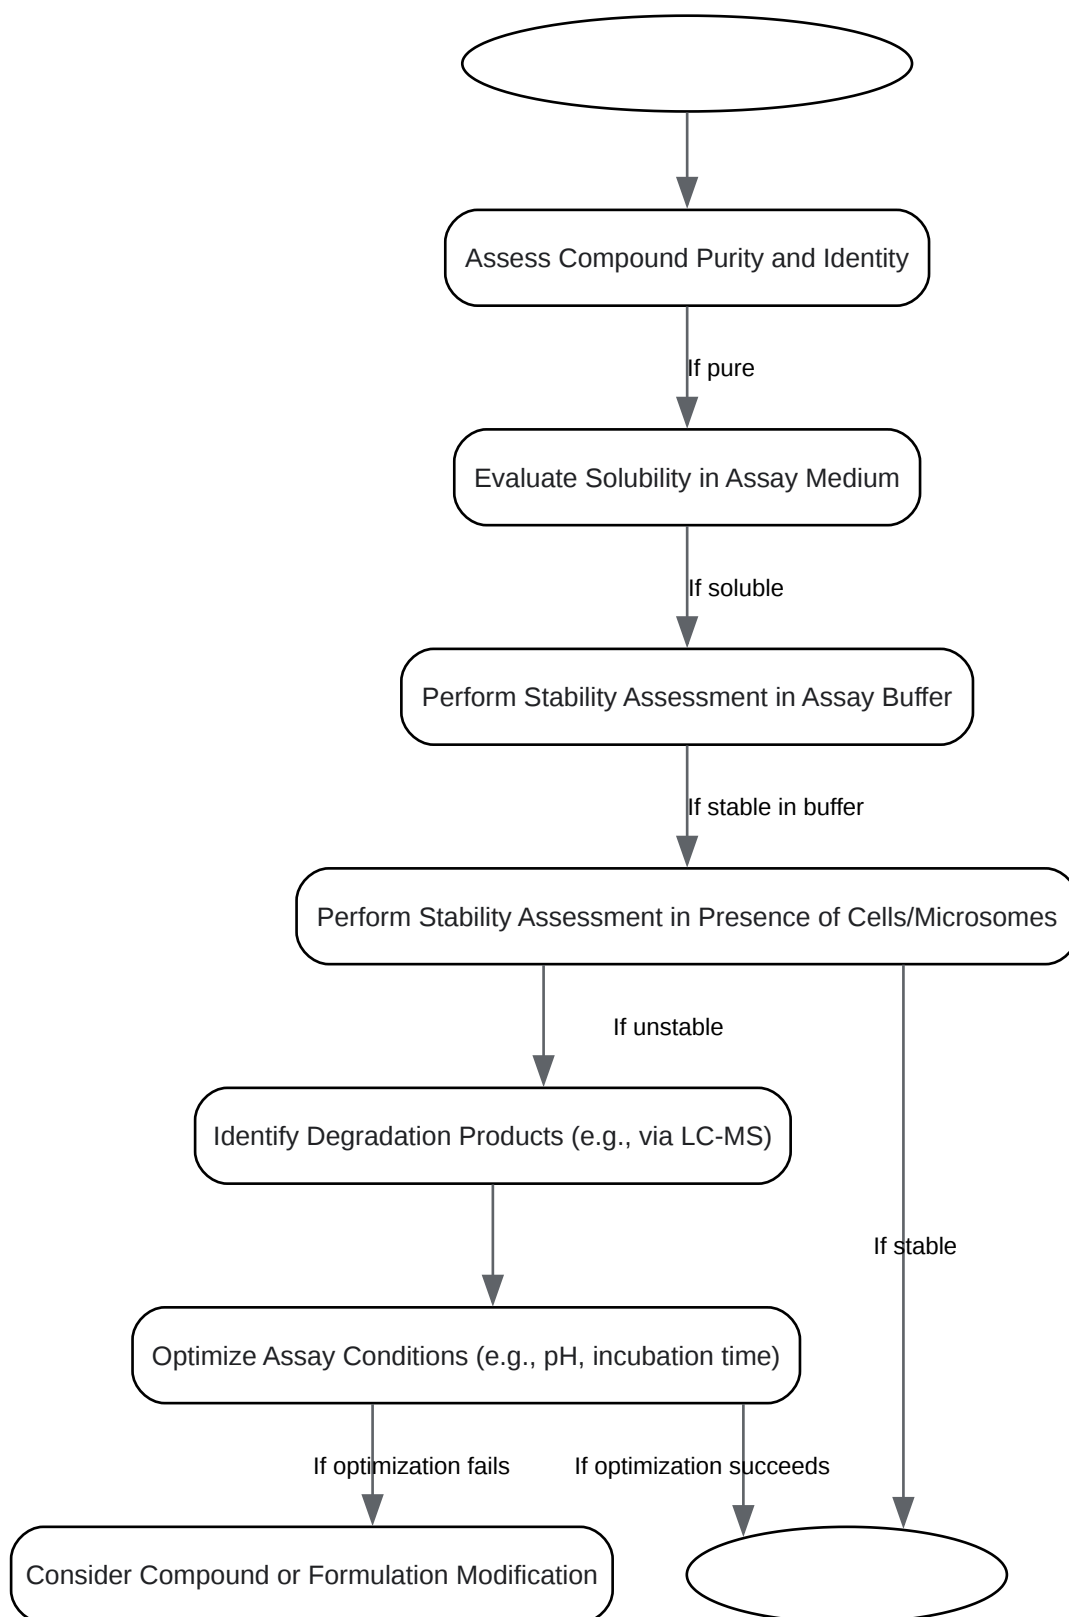 Assess Compound Purity and Identity
If pure
Evaluate Solubility in Assay Medium
If soluble
Perform Stability Assessment in Assay Buffer
If stable in buffer
Perform Stability Assessment in Presence of Cells/Microsomes
If unstable
Identify Degradation Products (e.g., via LC-MS)
If stable
Optimize Assay Conditions (e.g., pH, incubation time)
If optimization fails
If optimization succeeds
Consider Compound or Formulation Modification